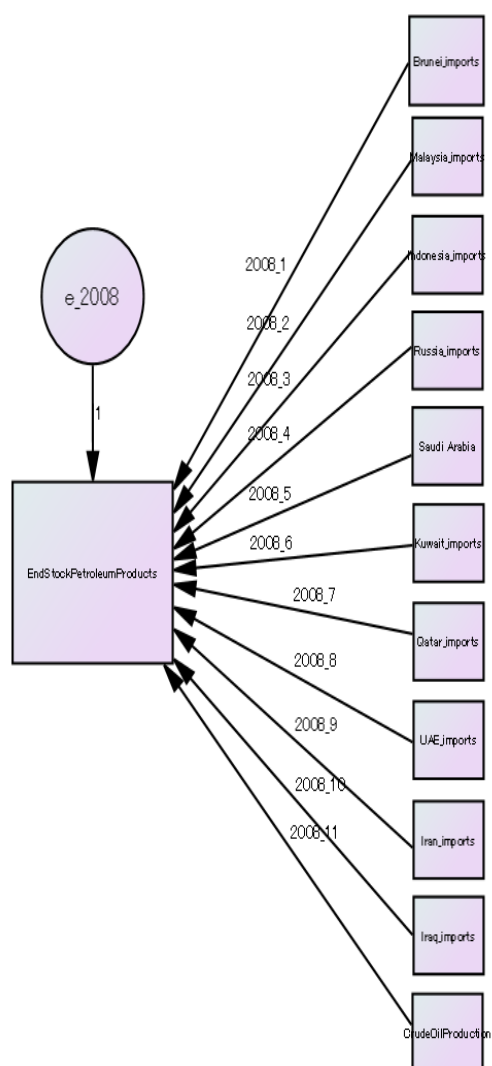 Brunei_imports
Malaysia_imports
Indonesia_imports
Russia_imports
Saudi Arabia
Kuwait_imports
Qatar_imports
UAE_imports
Iran_imports
Iraq_imports
CrudeOilProduction
2008_1
2008_2
2008_3
2008_4
2008_5
2008_6
2008_7
2008_8
2008_9
2008_10
2008_11
e_2008
1
EndStockPetroleumProducts